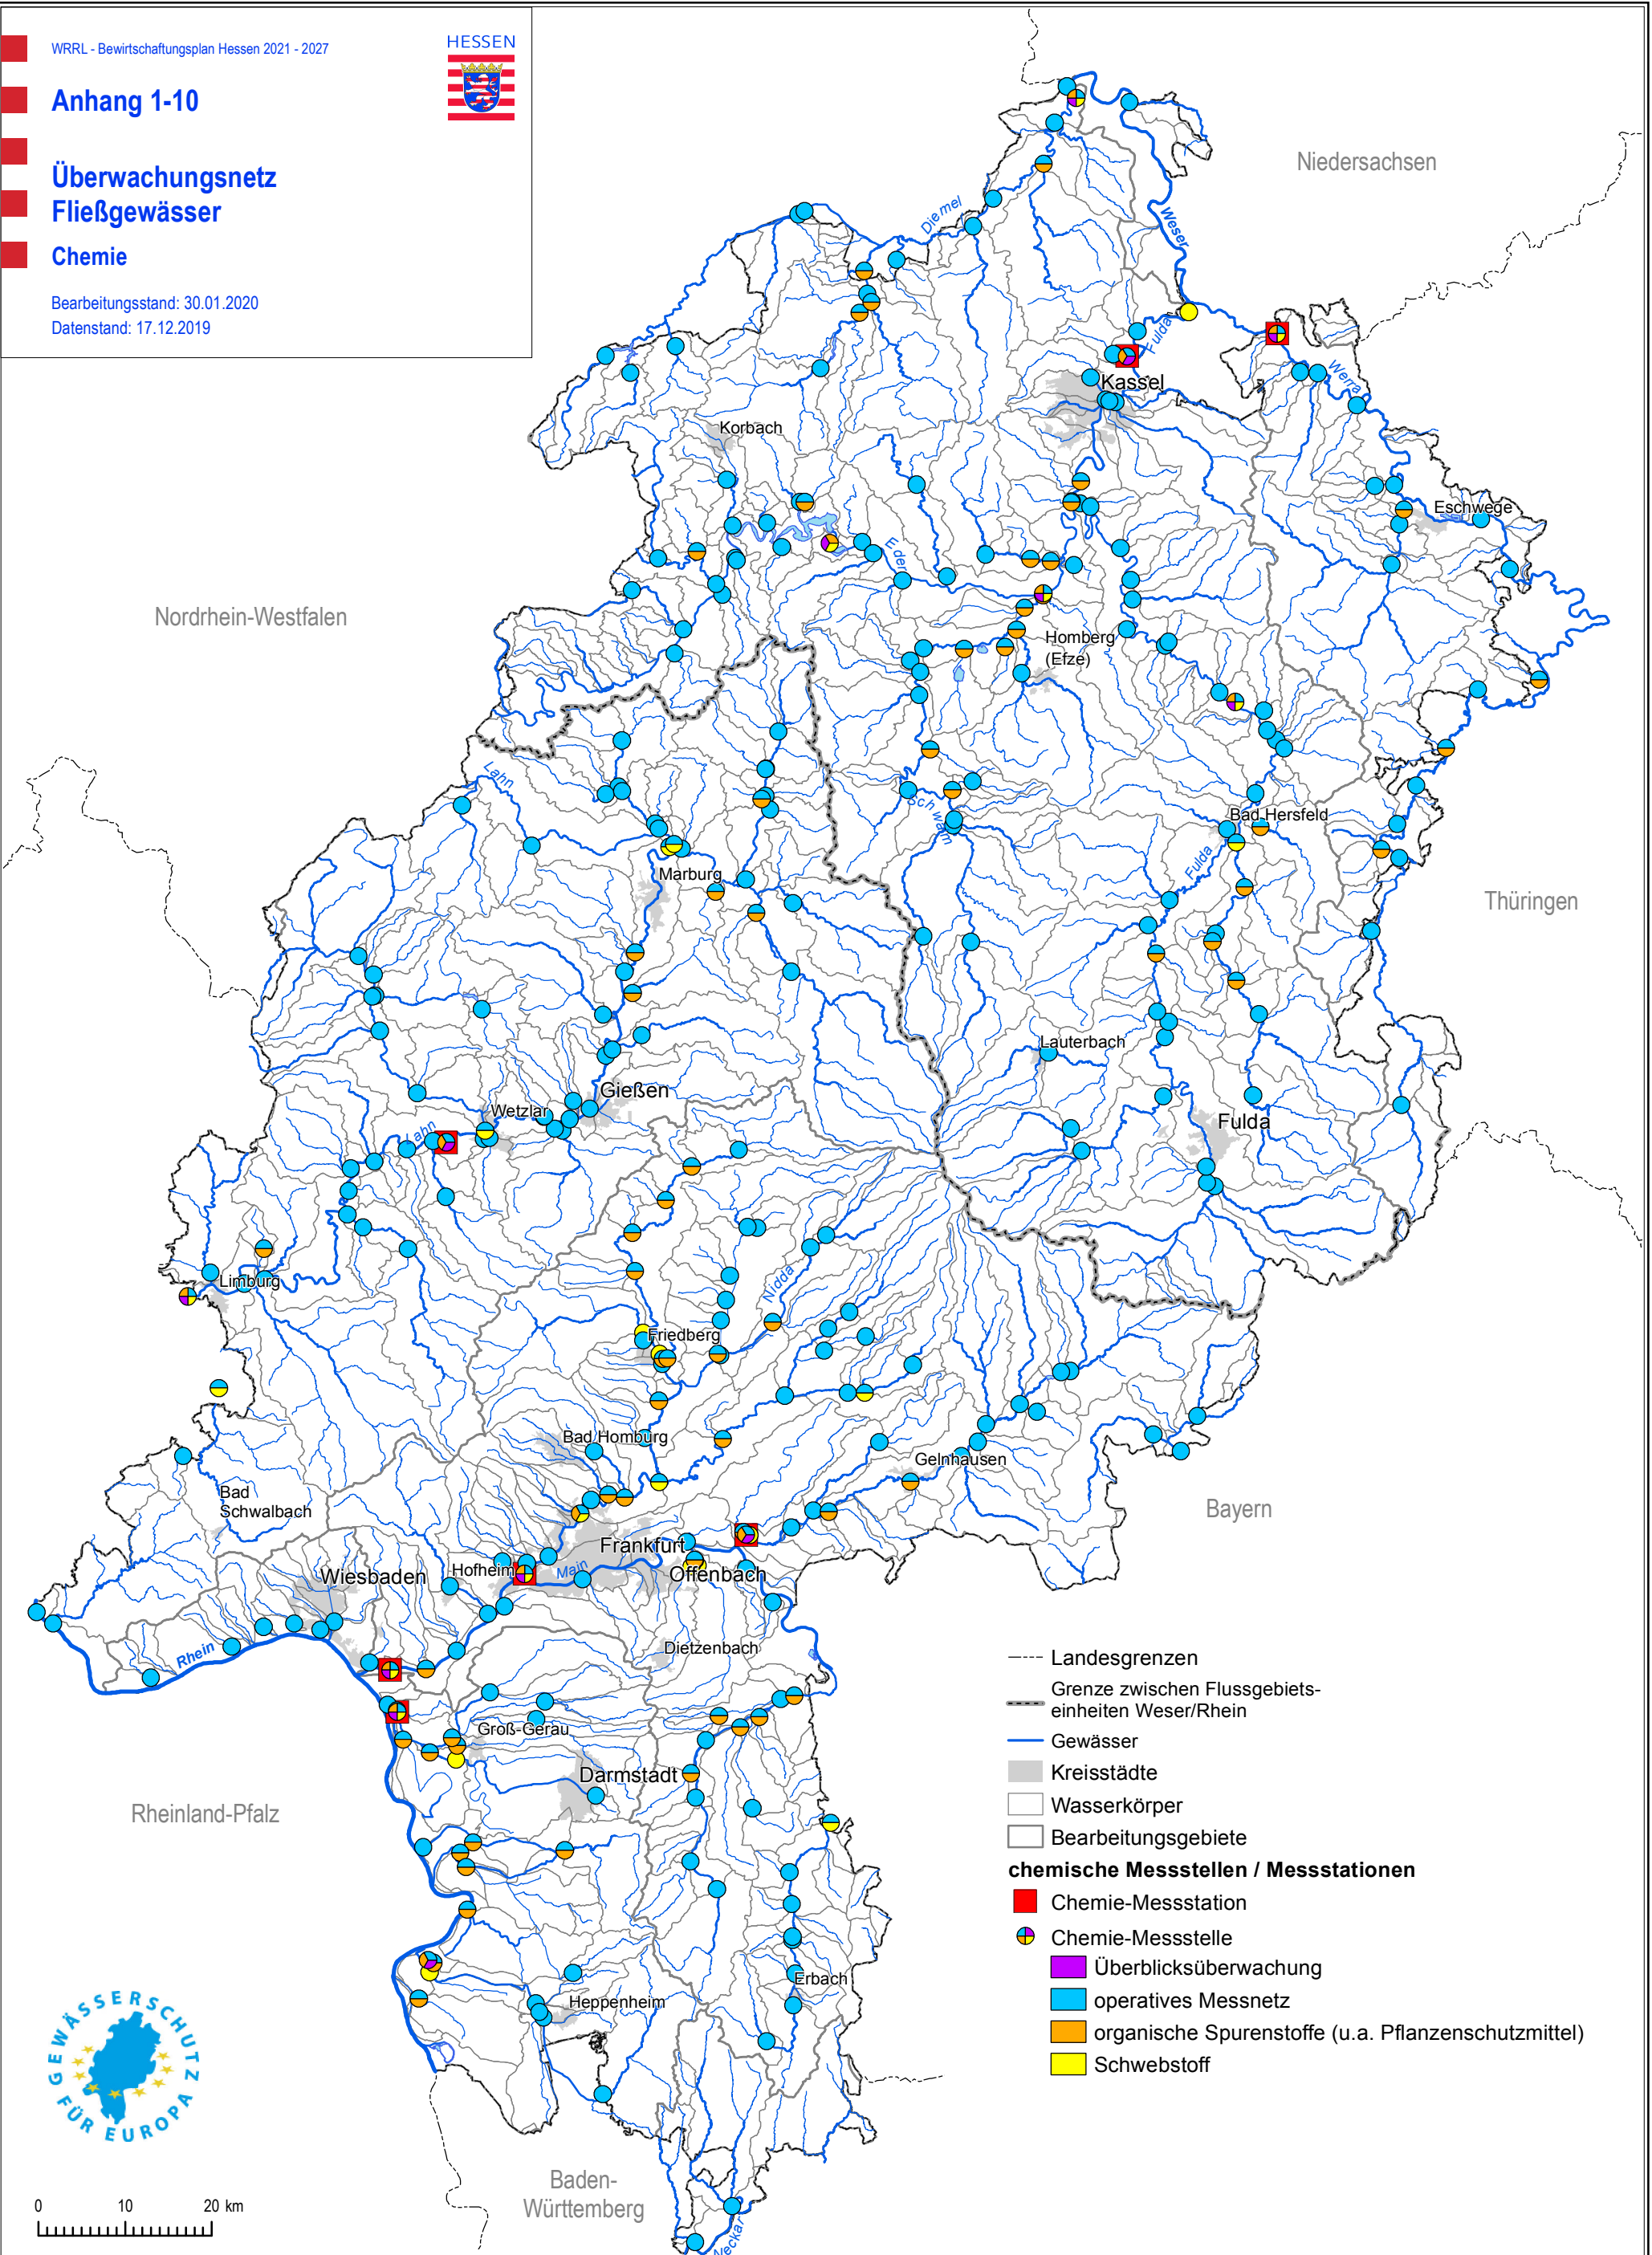 WRRL - Bewirtschaftungsplan Hessen 2021 - 2027
HESSEN
Anhang 1-10
Überwachungsnetz
Fließgewässer
Chemie
Bearbeitungsstand: 30.01.2020
Datenstand: 17.12.2019
Niedersachsen
Diemel
Weser
Fulda
Werra
Kassel
Korbach
Eschwege
Eder
Nordrhein-Westfalen
Homberg
(Efze)
Lahn
Schwalm
Bad Hersfeld
Fulda
Marburg
Thüringen
Lauterbach
Gießen
Wetzlar
Lahn
Fulda
Nidda
Limburg
Friedberg
Bad Homburg
Gelnhausen
Bad
Schwalbach
Bayern
Frankfurt
Hofheim
Main
Offenbach
Wiesbaden
Rhein
Dietzenbach
Groß-Gerau
Darmstadt
Rheinland-Pfalz
Erbach
Heppenheim
Baden-
Württemberg
Neckar
Landesgrenzen
Grenze zwischen Flussgebiets-
einheiten Weser/Rhein
Gewässer
Kreisstädte
Wasserkörper
Bearbeitungsgebiete
chemische Messstellen / Messstationen
Chemie-Messstation
Chemie-Messstelle
Überblicksüberwachung
operatives Messnetz
organische Spurenstoffe (u.a. Pflanzenschutzmittel)
Schwebstoff
GEWÄSSERSCHUTZ
FÜR EUROPA
0 10 20 km